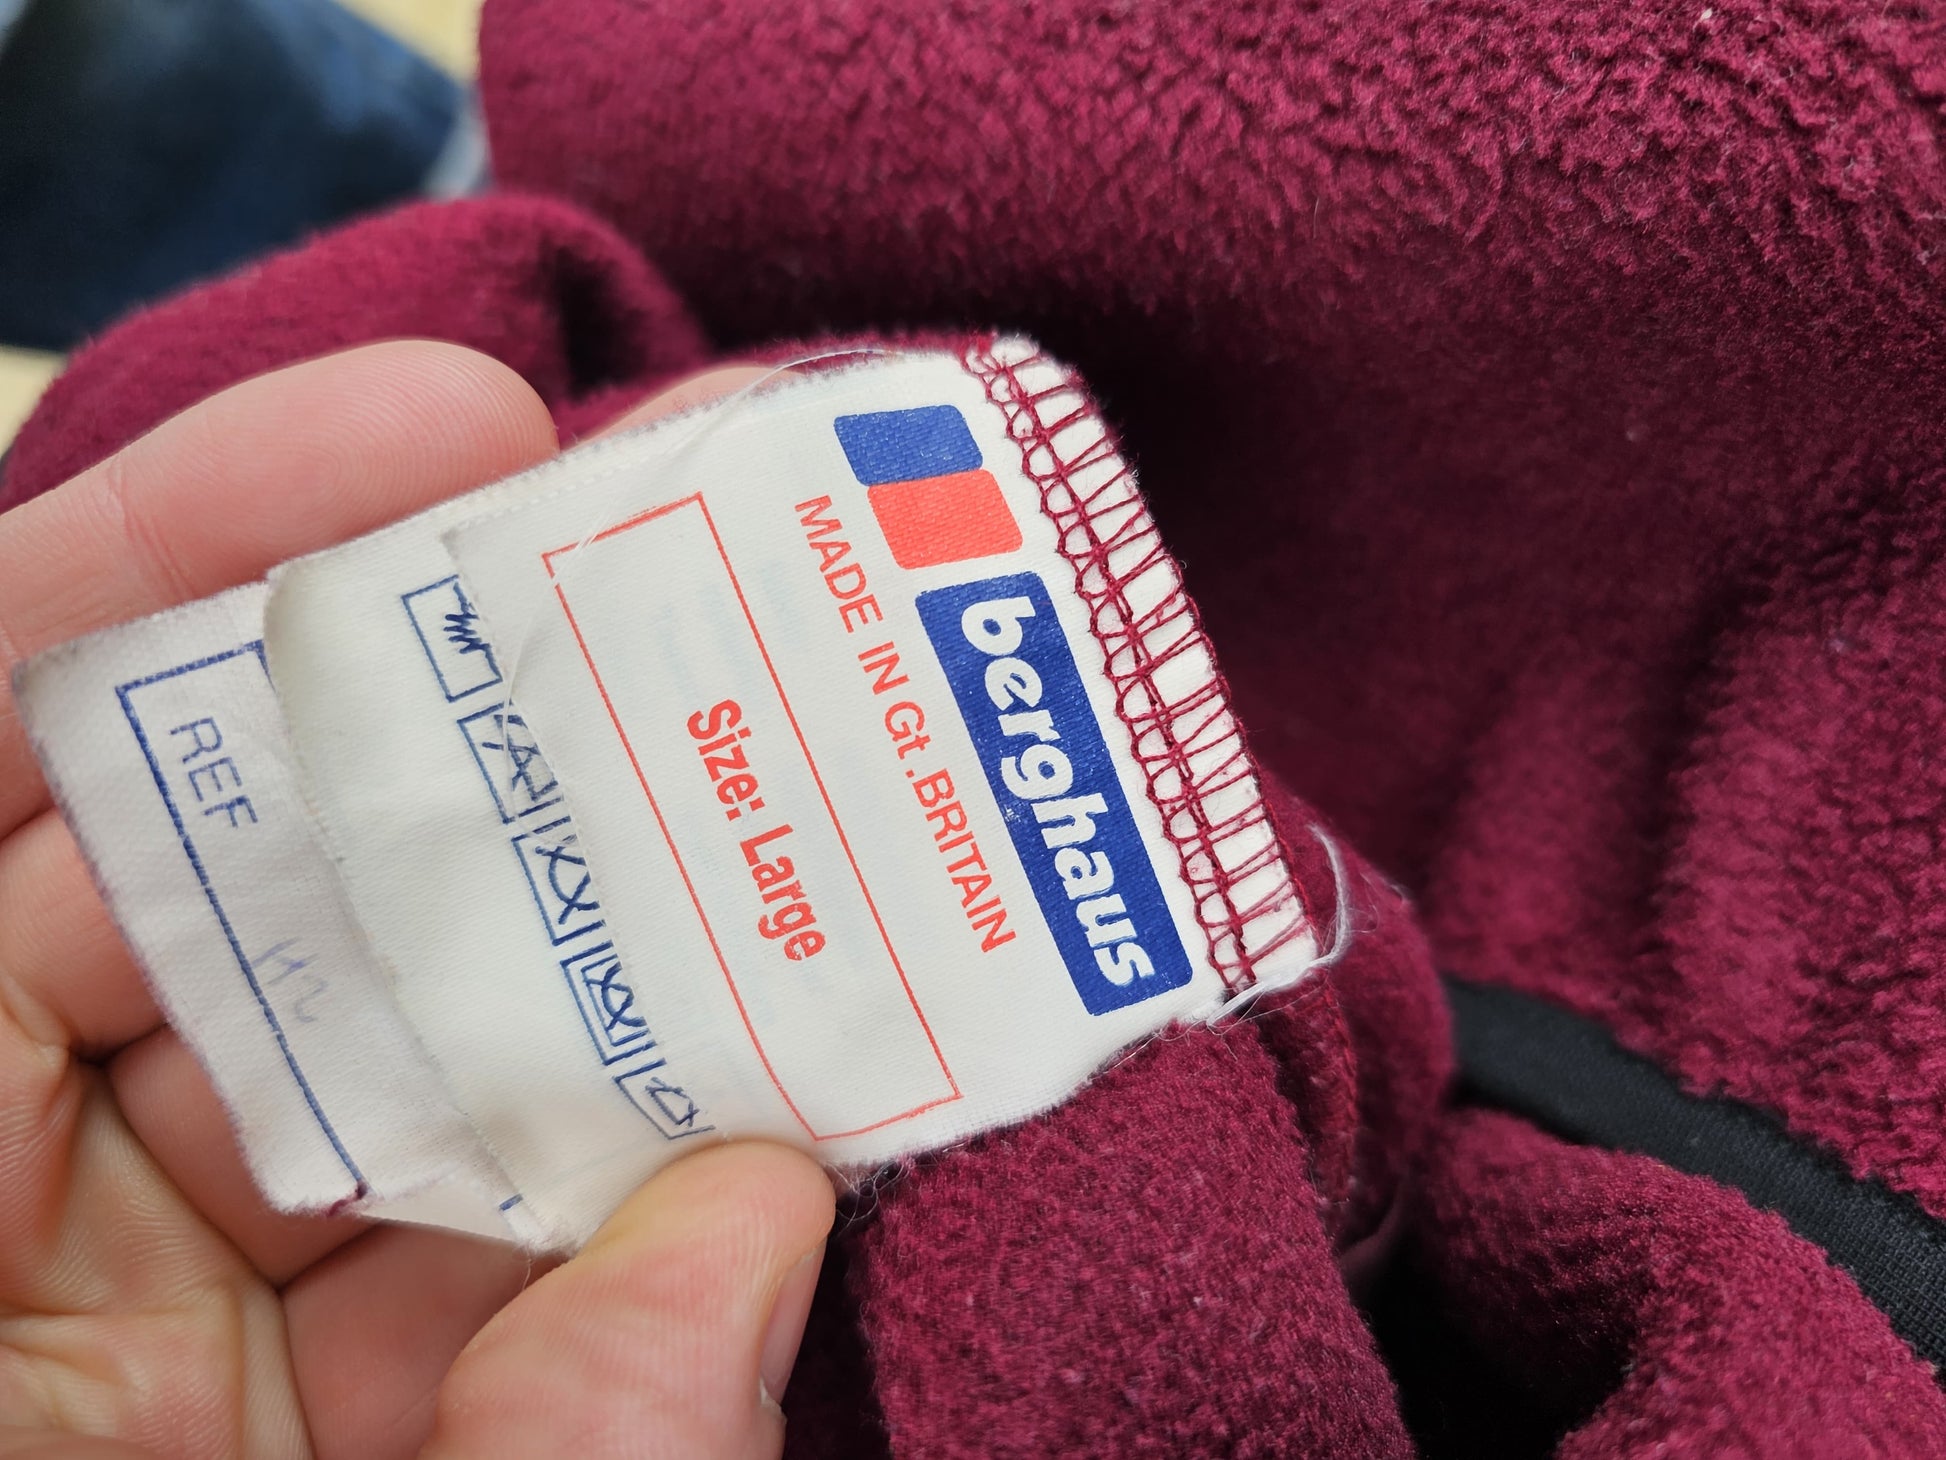 berghaus
MADE IN Gt.BRITAIN
Size: Large
REF